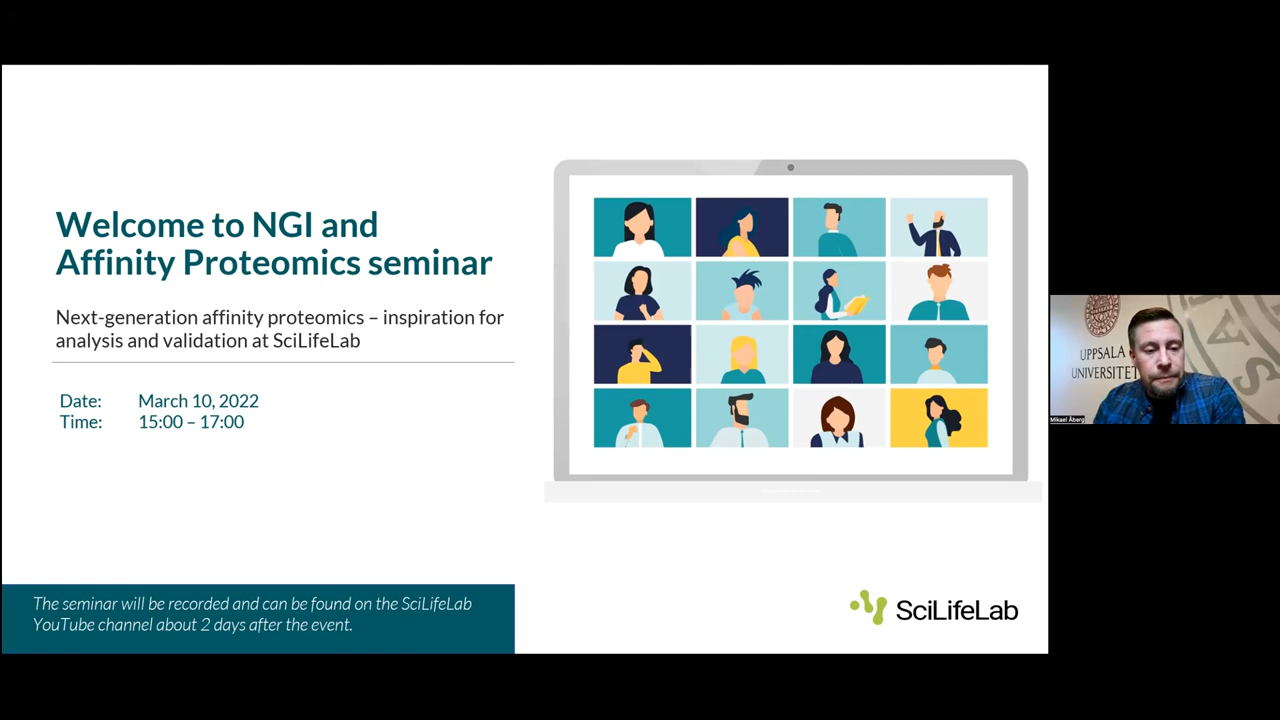 Welcome to NGI and
Affinity Proteomics seminar
Next-generation affinity proteomics – inspiration for
analysis and validation at SciLifeLab
Date: March 10, 2022
Time: 15:00 – 17:00
The seminar will be recorded and can be found on the SciLifeLab
YouTube channel about 2 days after the event.
SciLifeLab
UPPSALA
UNIVERSITET
Mikael Åberg